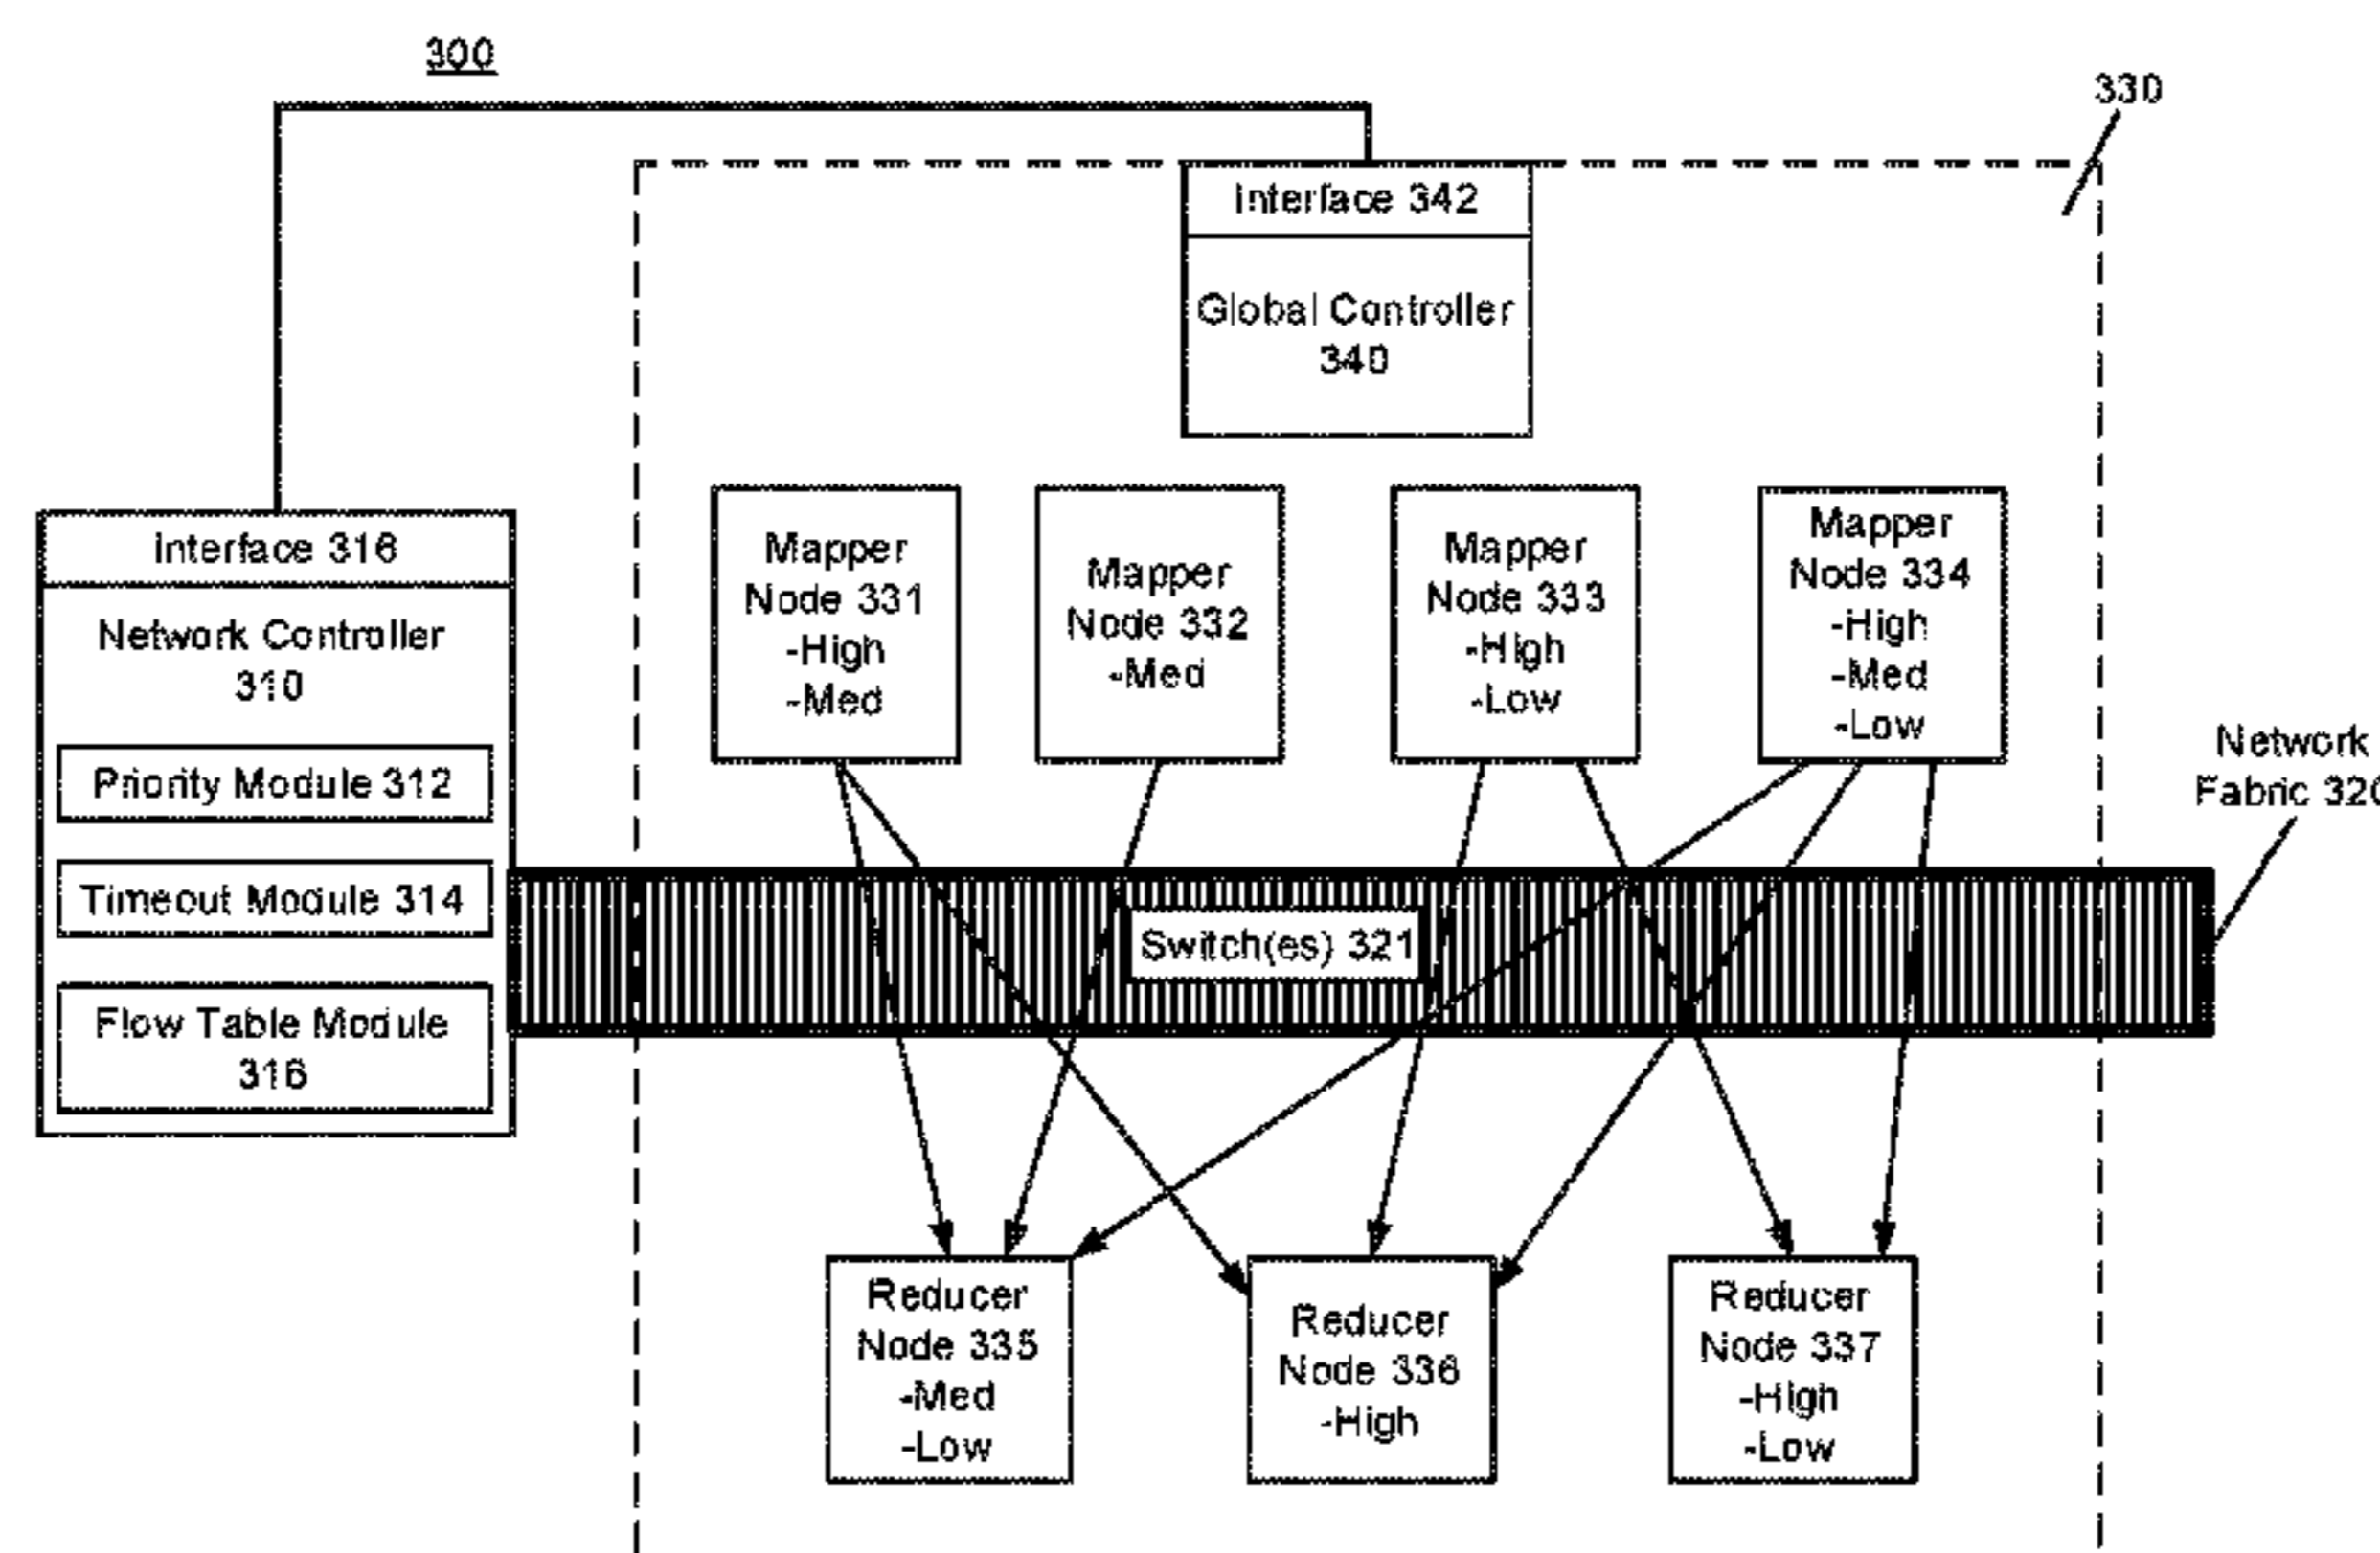 300
330
Interface 342
Global Controller
340
Interface 316
Network Controller
310
Priority Module 312
Timeout Module 314
Flow Table Module
316
Mapper
Node 331
-High
-Med
Mapper
Node 332
-Med
Mapper
Node 333
-High
-Low
Mapper
Node 334
-High
-Med
-Low
Network
Fabric 320
Switch(es) 321
Reducer
Node 335
-Med
-Low
Reducer
Node 336
-High
Reducer
Node 337
-High
-Low